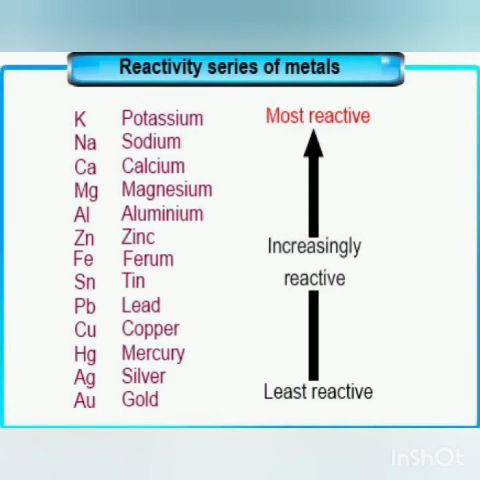 Reactivity series of metals
K Potassium Most reactive
Na Sodium
Ca Calcium
Mg Magnesium
Al Aluminium
Zn Zinc Increasingly
Fe Ferum
Sn Tin reactive
Pb Lead
Cu Copper
Hg Mercury
Ag Silver Least reactive
Au Gold
InShOt